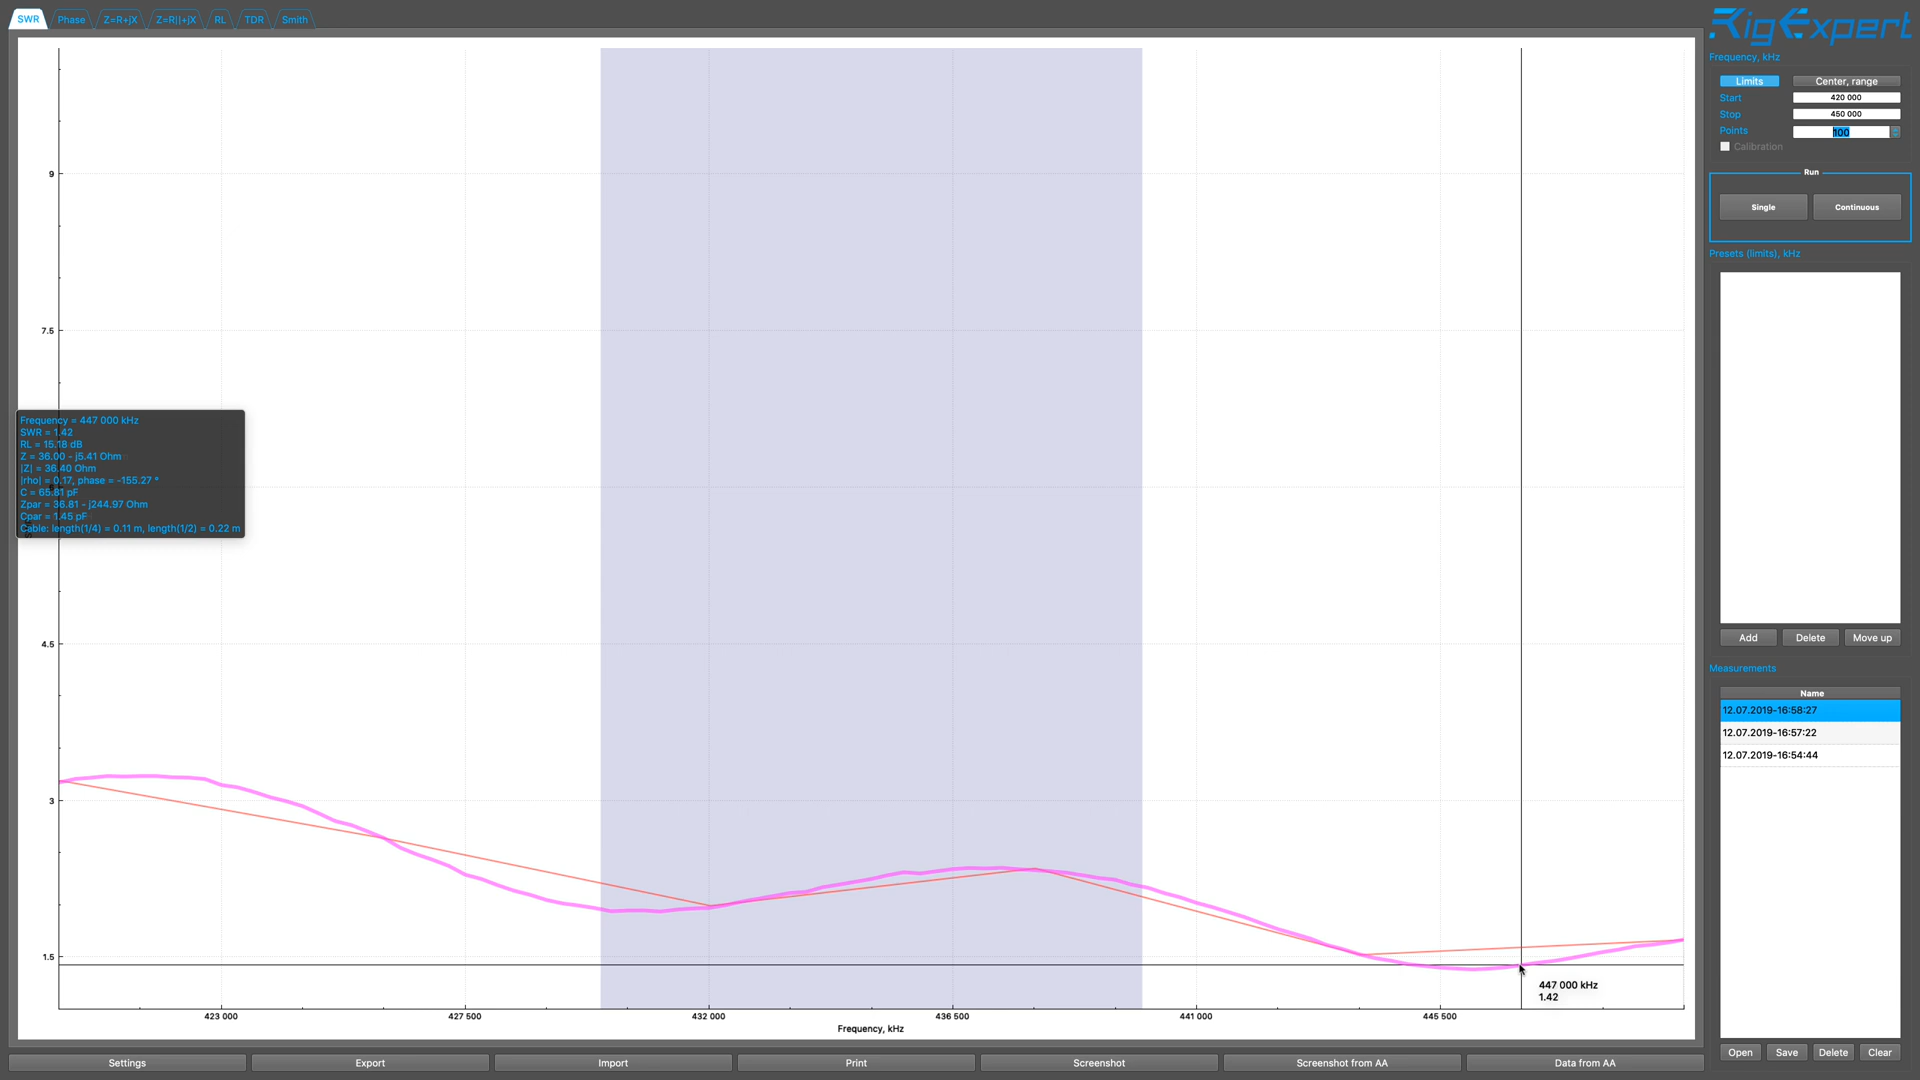 SWR Phase Z=R+jX Z=R||+jX RL TDR Smith
RigExpert
Frequency, kHz
Limits Center, range
Start 420 000
Stop 450 000
Points 100
Calibration
Run
Single Continuous
Presets (limits), kHz
Add Delete Move up
Measurements
Name
12.07.2019-16:58:27
12.07.2019-16:57:22
12.07.2019-16:54:44
Open Save Delete Clear
9
7.5
4.5
3
1.5
Frequency = 447 000 kHz
SWR = 1.42
RL = 15.18 dB
Z = 36.00 - j5.41 Ohm
|Z| = 36.40 Ohm
|rho| = 0.17, phase = -155.27 °
C = 65.81 pF
Zpar = 36.81 - j244.97 Ohm
Cpar = 1.45 pF
Cable: length(1/4) = 0.11 m, length(1/2) = 0.22 m
447 000 kHz
1.42
423 000 427 500 432 000 436 500 441 000 445 500
Frequency, kHz
Settings Export Import Print Screenshot Screenshot from AA Data from AA